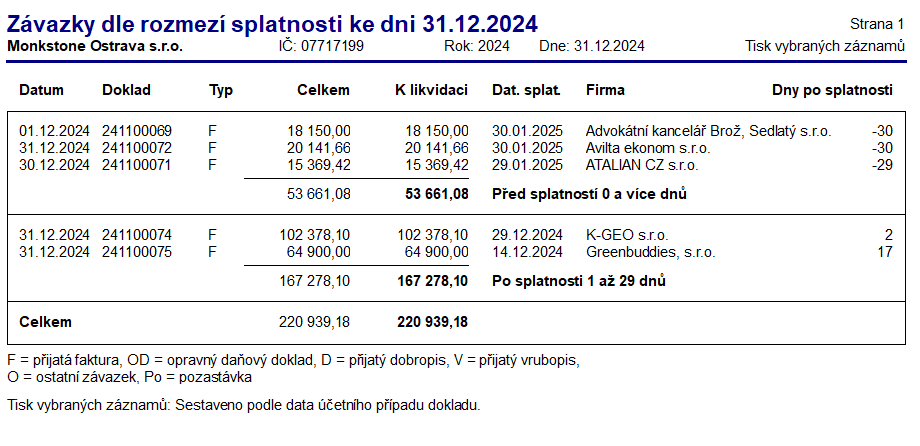 Závazky dle rozmezí splatnosti ke dni 31.12.2024 Strana 1
Monkstone Ostrava s.r.o. IČ: 07717199 Rok: 2024 Dne: 31.12.2024 Tisk vybraných záznamů
Datum Doklad Typ Celkem K likvidaci Dat. splat. Firma Dny po splatnosti
01.12.2024 241100069 F 18 150,00 18 150,00 30.01.2025 Advokátní kancelář Brož, Sedlatý s.r.o. -30
31.12.2024 241100072 F 20 141,66 20 141,66 30.01.2025 Avilta ekonom s.r.o. -30
30.12.2024 241100071 F 15 369,42 15 369,42 29.01.2025 ATALIAN CZ s.r.o. -29
53 661,08 53 661,08 Před splatností 0 a více dnů
31.12.2024 241100074 F 102 378,10 102 378,10 29.12.2024 K-GEO s.r.o. 2
31.12.2024 241100075 F 64 900,00 64 900,00 14.12.2024 Greenbuddies, s.r.o. 17
167 278,10 167 278,10 Po splatnosti 1 až 29 dnů
Celkem 220 939,18 220 939,18
F = přijatá faktura, OD = opravný daňový doklad, D = přijatý dobropis, V = přijatý vrubopis,
O = ostatní závazek, Po = pozastávka
Tisk vybraných záznamů: Sestaveno podle data účetního případu dokladu.